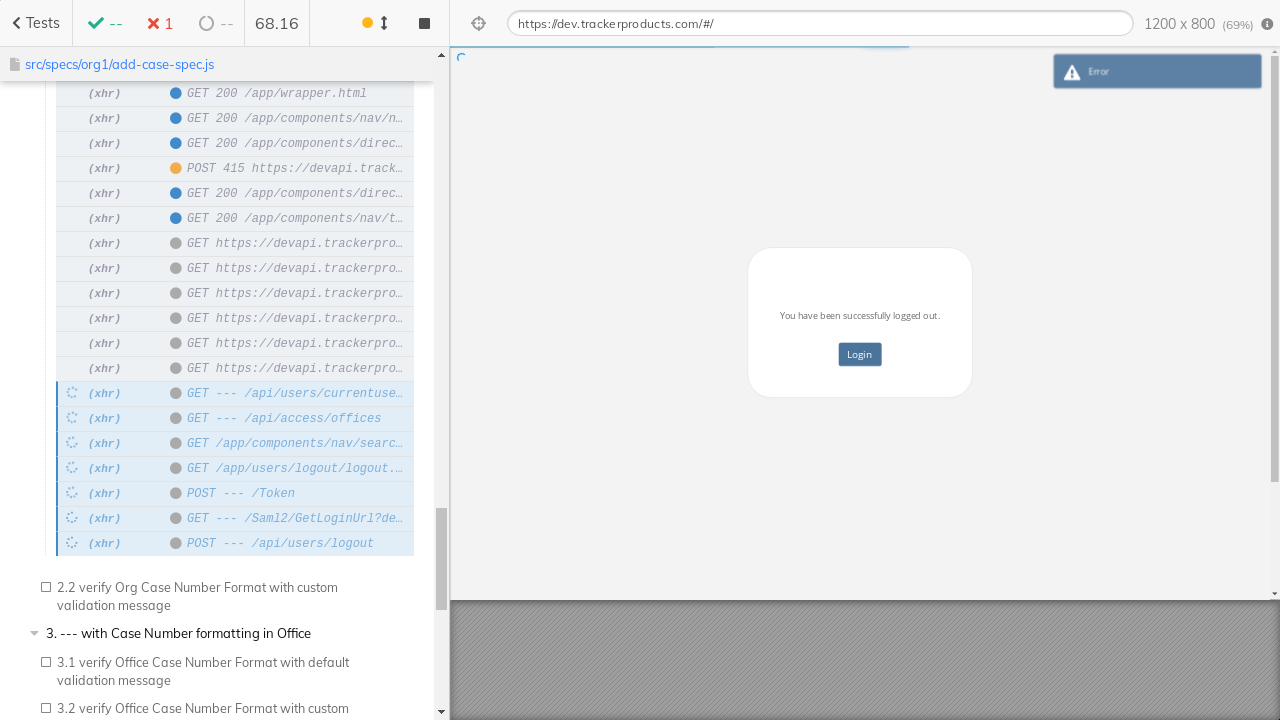 Tests
--
1
--
68.16
https://dev.trackerproducts.com/#/
1200 x 800 (69%)
src/specs/org1/add-case-spec.js
(xhr) GET 200 /app/wrapper.html
(xhr) GET 200 /app/components/nav/n…
(xhr) GET 200 /app/components/direc…
(xhr) POST 415 https://devapi.track…
(xhr) GET 200 /app/components/direc…
(xhr) GET 200 /app/components/nav/t…
(xhr) GET https://devapi.trackerpro…
(xhr) GET https://devapi.trackerpro…
(xhr) GET https://devapi.trackerpro…
(xhr) GET https://devapi.trackerpro…
(xhr) GET https://devapi.trackerpro…
(xhr) GET https://devapi.trackerpro…
(xhr) GET --- /api/users/currentuse…
(xhr) GET --- /api/access/offices
(xhr) GET /app/components/nav/searc…
(xhr) GET /app/users/logout/logout.…
(xhr) POST --- /Token
(xhr) GET --- /Saml2/GetLoginUrl?de…
(xhr) POST --- /api/users/logout
2.2 verify Org Case Number Format with custom
validation message
3. --- with Case Number formatting in Office
3.1 verify Office Case Number Format with default
validation message
3.2 verify Office Case Number Format with custom
Error
You have been successfully logged out.
Login